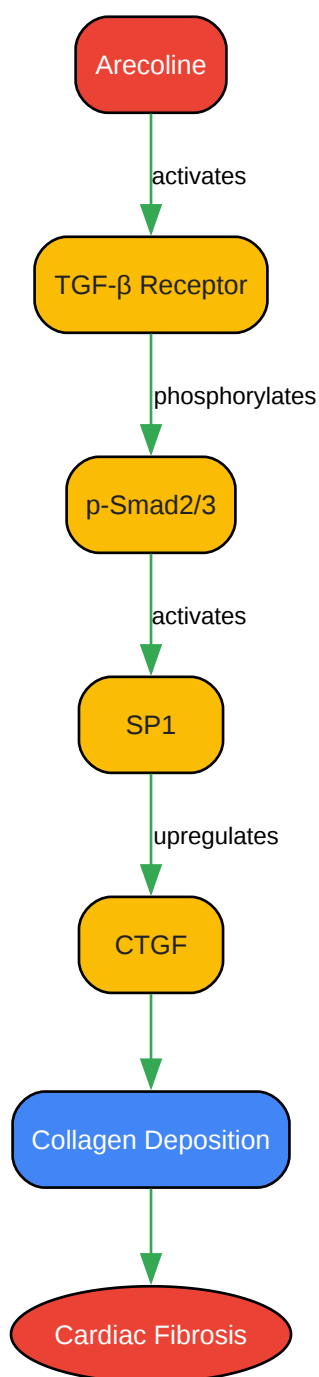 Arecoline
activates
TGF-β Receptor
phosphorylates
p-Smad2/3
activates
SP1
upregulates
CTGF
Collagen Deposition
Cardiac Fibrosis